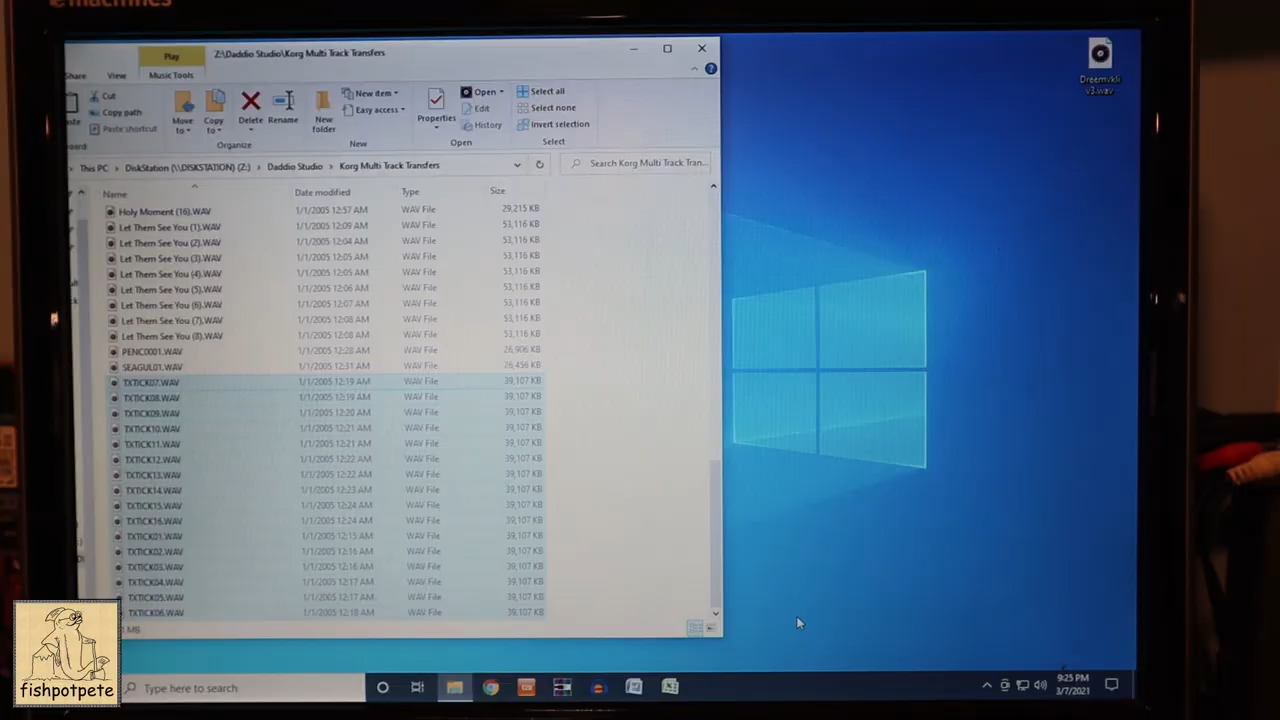 Play
Z:\Daddio Studio\Korg Multi Track Transfers
Share
View
Music Tools
Cut
Copy path
Paste shortcut
Move to
Copy to
Delete
Rename
New folder
New item
Easy access
Properties
Open
Edit
History
Select all
Select none
Invert selection
Organize
New
Open
Select
This PC > DiskStation (\\DISKSTATION) (Z:) > Daddio Studio > Korg Multi Track Transfers
Search Korg Multi Track Tran...
Name Date modified Type Size
Holy Moment (16).WAV 1/1/2005 12:57 AM WAV File 29,215 KB
Let Them See You (1).WAV 1/1/2005 12:09 AM WAV File 53,116 KB
Let Them See You (2).WAV 1/1/2005 12:04 AM WAV File 53,116 KB
Let Them See You (3).WAV 1/1/2005 12:05 AM WAV File 53,116 KB
Let Them See You (4).WAV 1/1/2005 12:05 AM WAV File 53,116 KB
Let Them See You (5).WAV 1/1/2005 12:06 AM WAV File 53,116 KB
Let Them See You (6).WAV 1/1/2005 12:07 AM WAV File 53,116 KB
Let Them See You (7).WAV 1/1/2005 12:08 AM WAV File 53,116 KB
Let Them See You (8).WAV 1/1/2005 12:08 AM WAV File 53,116 KB
PENC0001.WAV 1/1/2005 12:28 AM WAV File 26,906 KB
SEAGUL01.WAV 1/1/2005 12:31 AM WAV File 26,456 KB
TXTICK07.WAV 1/1/2005 12:19 AM WAV File 39,107 KB
TXTICK08.WAV 1/1/2005 12:19 AM WAV File 39,107 KB
TXTICK09.WAV 1/1/2005 12:20 AM WAV File 39,107 KB
TXTICK10.WAV 1/1/2005 12:21 AM WAV File 39,107 KB
TXTICK11.WAV 1/1/2005 12:21 AM WAV File 39,107 KB
TXTICK12.WAV 1/1/2005 12:22 AM WAV File 39,107 KB
TXTICK13.WAV 1/1/2005 12:22 AM WAV File 39,107 KB
TXTICK14.WAV 1/1/2005 12:23 AM WAV File 39,107 KB
TXTICK15.WAV 1/1/2005 12:24 AM WAV File 39,107 KB
TXTICK16.WAV 1/1/2005 12:24 AM WAV File 39,107 KB
TXTICK01.WAV 1/1/2005 12:15 AM WAV File 39,107 KB
TXTICK02.WAV 1/1/2005 12:16 AM WAV File 39,107 KB
TXTICK03.WAV 1/1/2005 12:16 AM WAV File 39,107 KB
TXTICK04.WAV 1/1/2005 12:17 AM WAV File 39,107 KB
TXTICK05.WAV 1/1/2005 12:17 AM WAV File 39,107 KB
TXTICK06.WAV 1/1/2005 12:18 AM WAV File 39,107 KB
MB
v3.wav
fishpotpete
Type here to search
9:25 PM
3/7/2021